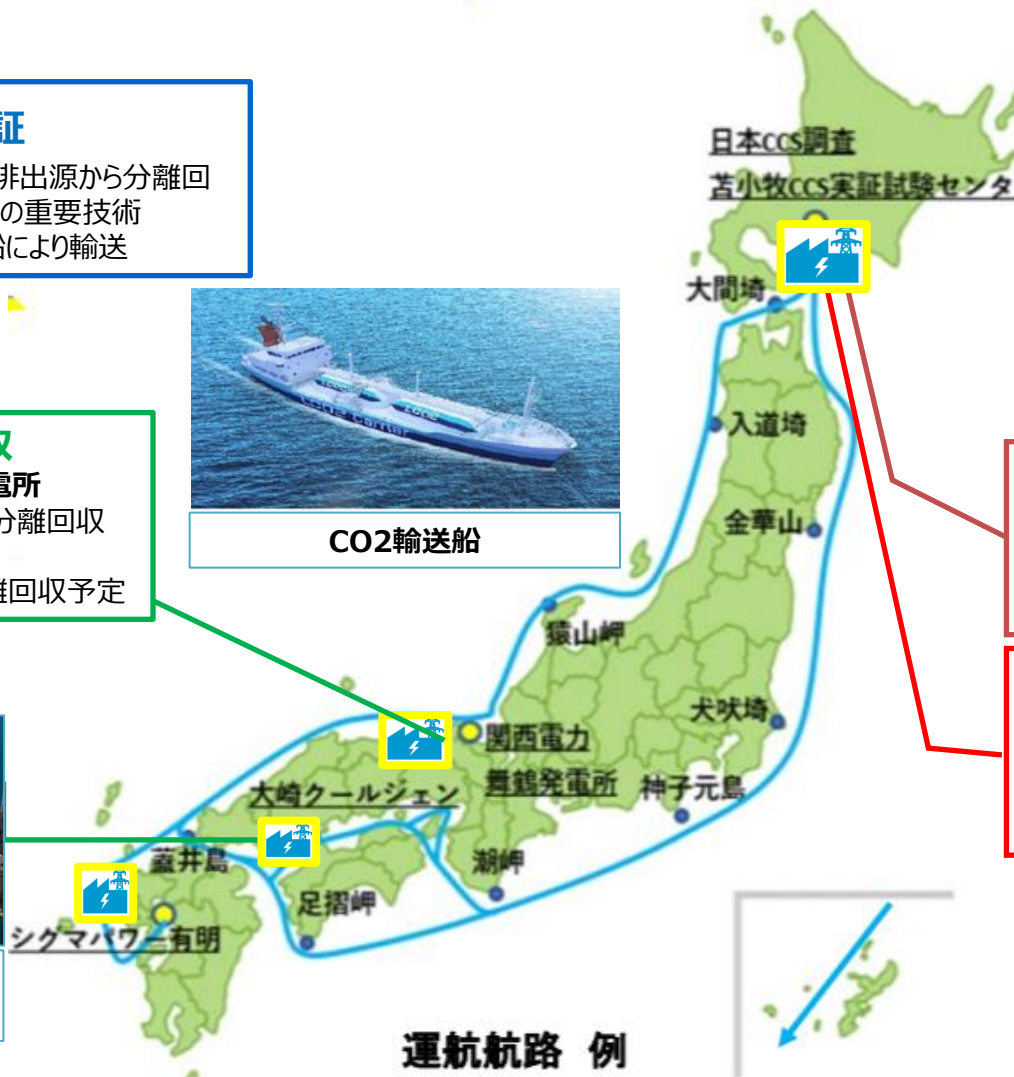 証
排出源から分離回
の重要技術
により輸送
日本CCS調査
苫小牧CCS実証試験センタ
大間埼
入道埼
金華山
電所
分離回収
離回収予定
CO2輸送船
猿山岬
犬吠埼
関西電力
舞鶴発電所
神子元島
大崎クールジェン
蓋井島
潮岬
足摺岬
シグマパワー有明
運航航路 例